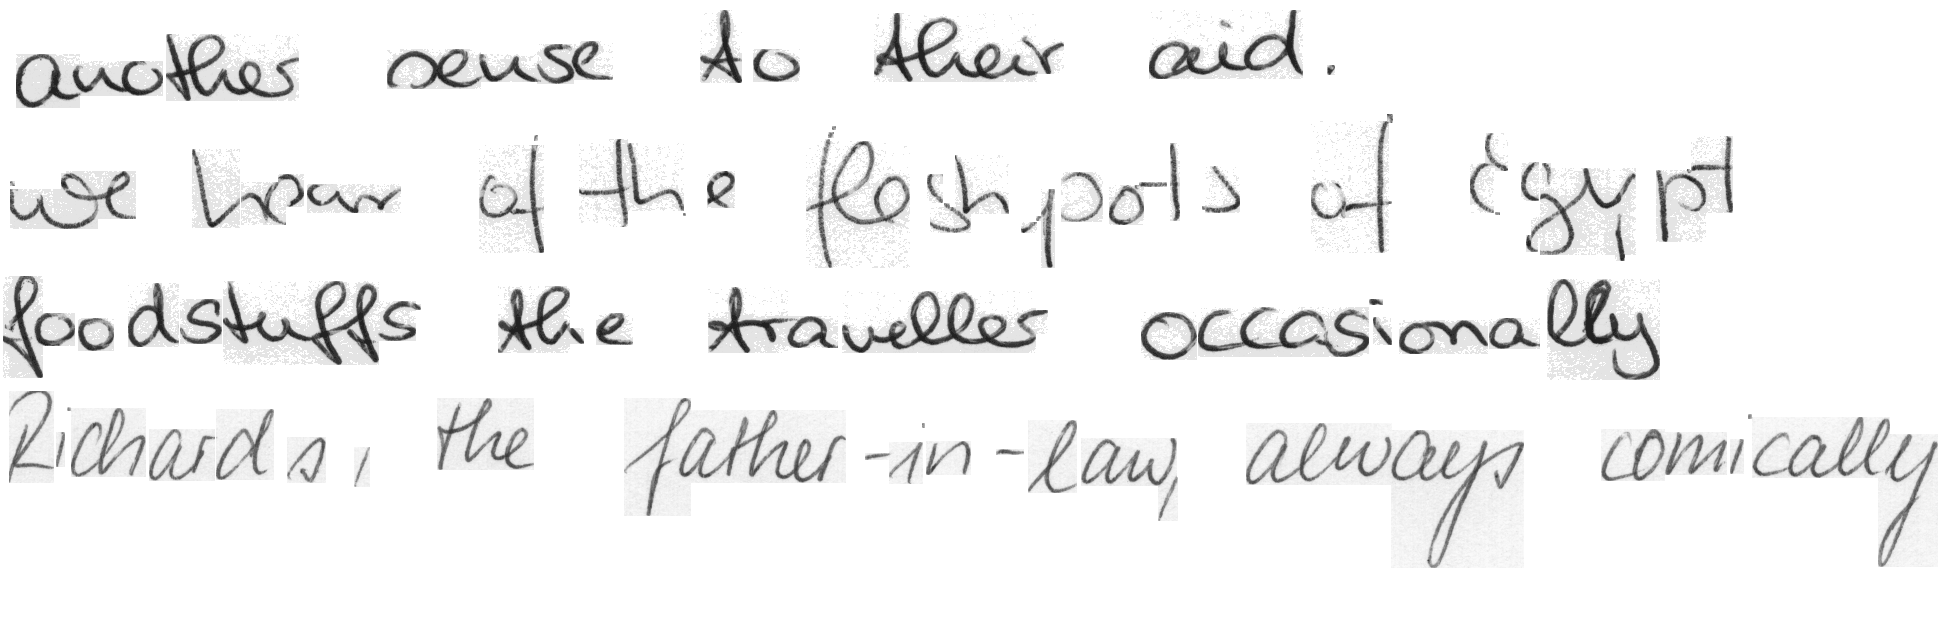 another sense to their aid.
we hear of the fleshpots of Egypt
foodstuffs the traveller occasionally
Richards, the father-in-law, always comically